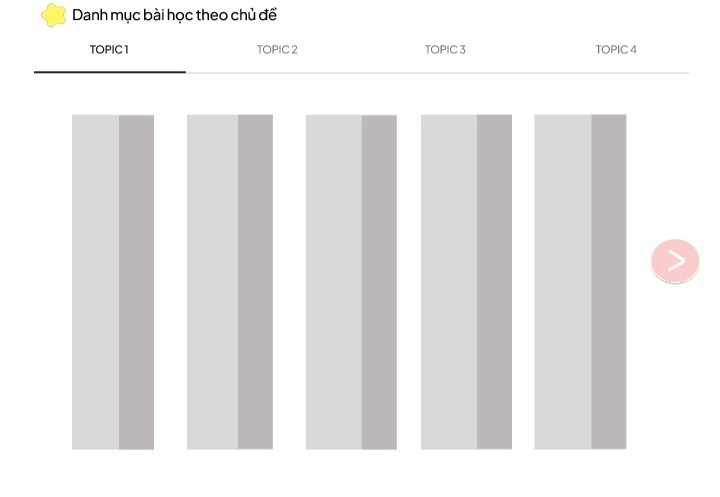 Danh mục bài học theo chủ đề
TOPIC 1 TOPIC 2 TOPIC 3 TOPIC 4